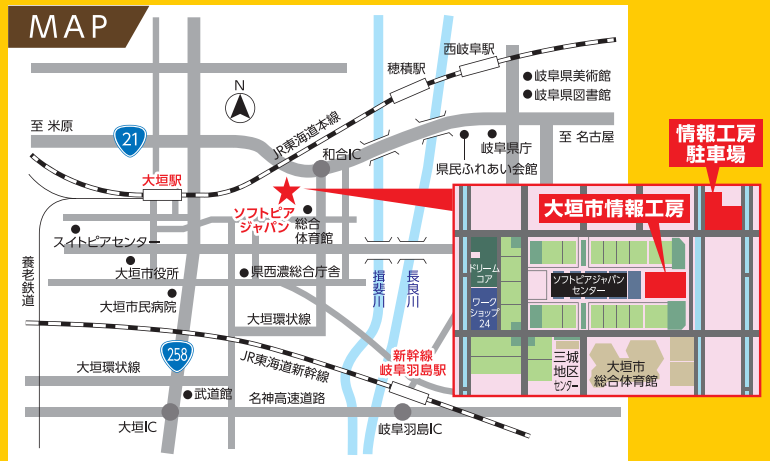 MAP
西岐阜駅
穂積駅
岐阜県美術館
岐阜県図書館
N
至 米原
21
JR東海道本線
和合IC
岐阜県庁
県民ふれあい会館
至 名古屋
情報工房
駐車場
大垣駅
ソフトピア
ジャパン
総合
体育館
大垣市情報工房
スイトピアセンター
大垣市役所
県西濃総合庁舎
揖斐川
長良川
養老鉄道
大垣市民病院
大垣環状線
ドリーム
コア
ソフトピアジャパン
センター
ワーク
ショップ
24
258
JR東海道新幹線
新幹線
岐阜羽島駅
三城
地区
センター
大垣市
総合体育館
大垣環状線
武道館
名神高速道路
大垣IC
岐阜羽島IC